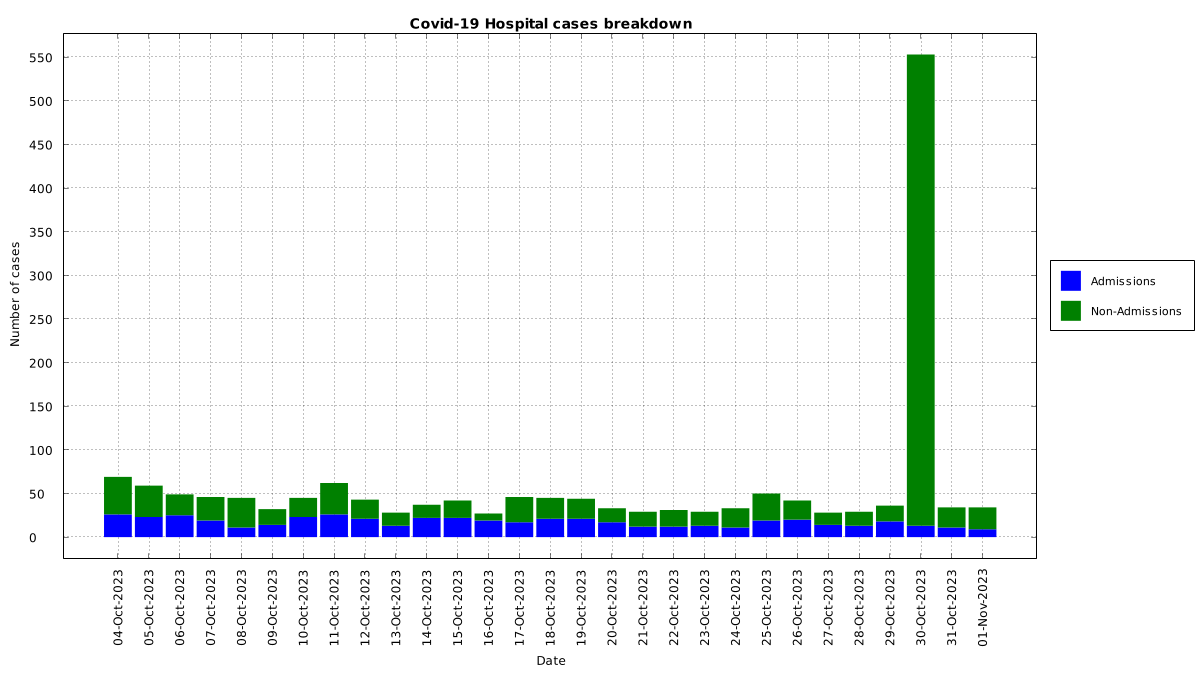 Covid-19 Hospital cases breakdown
550
500
450
400
350
300
250
200
150
100
50
0
Number of cases
Admissions
Non-Admissions
04-Oct-2023
05-Oct-2023
06-Oct-2023
07-Oct-2023
08-Oct-2023
09-Oct-2023
10-Oct-2023
11-Oct-2023
12-Oct-2023
13-Oct-2023
14-Oct-2023
15-Oct-2023
16-Oct-2023
17-Oct-2023
18-Oct-2023
19-Oct-2023
20-Oct-2023
21-Oct-2023
22-Oct-2023
23-Oct-2023
24-Oct-2023
25-Oct-2023
26-Oct-2023
27-Oct-2023
28-Oct-2023
29-Oct-2023
30-Oct-2023
31-Oct-2023
01-Nov-2023
Date